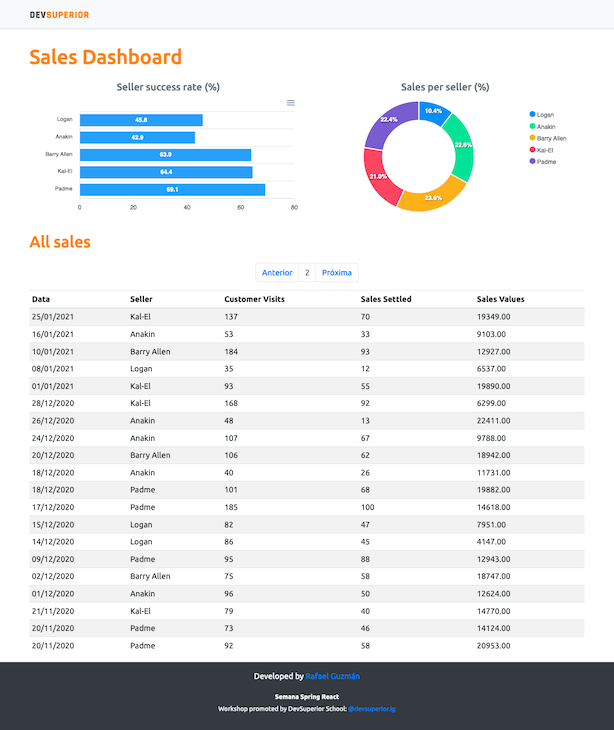 DEVSUPERIOR
Sales Dashboard
Seller success rate (%)
Logan 45.8
Anakin 42.9
Barry Allen 63.9
Kal-El 64.4
Padme 69.1
0 20 40 60 80
Sales per seller (%)
10.4%
22.6%
23.6%
21.0%
22.4%
Logan
Anakin
Barry Allen
Kal-El
Padme
All sales
Anterior 2 Próxima
Data Seller Customer Visits Sales Settled Sales Values
25/01/2021 Kal-El 137 70 19349.00
16/01/2021 Anakin 53 33 9103.00
10/01/2021 Barry Allen 184 93 12927.00
08/01/2021 Logan 35 12 6537.00
01/01/2021 Kal-El 93 55 19890.00
28/12/2020 Kal-El 168 92 6299.00
26/12/2020 Anakin 48 13 22411.00
24/12/2020 Anakin 107 67 9788.00
20/12/2020 Barry Allen 106 62 18942.00
18/12/2020 Anakin 40 26 11731.00
18/12/2020 Padme 101 68 19882.00
17/12/2020 Padme 185 100 14618.00
15/12/2020 Logan 82 47 7951.00
14/12/2020 Logan 86 45 4147.00
09/12/2020 Padme 95 88 12943.00
02/12/2020 Barry Allen 75 58 18747.00
01/12/2020 Anakin 96 50 12624.00
21/11/2020 Kal-El 79 40 14770.00
20/11/2020 Padme 73 46 14124.00
20/11/2020 Padme 92 58 20953.00
Developed by Rafael Guzmán
Semana Spring React
Workshop promoted by DevSuperior School: @devsuperior.ig